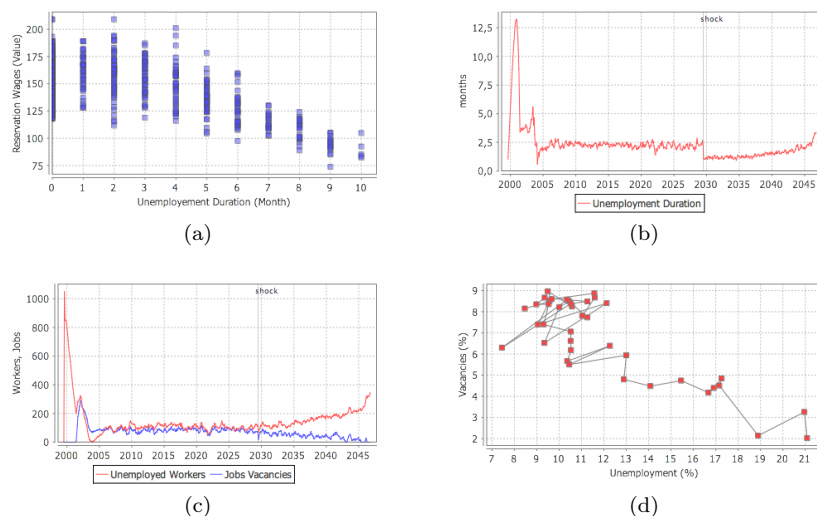 Reservation Wages (Value)
200
175
150
125
100
75
0 1 2 3 4 5 6 7 8 9 10
Unemployement Duration (Month)
(a)
shock
months
12,5
10,0
7,5
5,0
2,5
0,0
2000 2005 2010 2015 2020 2025 2030 2035 2040 2045
Unemployment Duration
(b)
shock
Workers, Jobs
1000
800
600
400
200
0
2000 2005 2010 2015 2020 2025 2030 2035 2040 2045
Unemployed Workers Jobs Vacancies
(c)
Vacancies (%)
9
8
7
6
5
4
3
2
7 8 9 10 11 12 13 14 15 16 17 18 19 20 21
Unemployment (%)
(d)